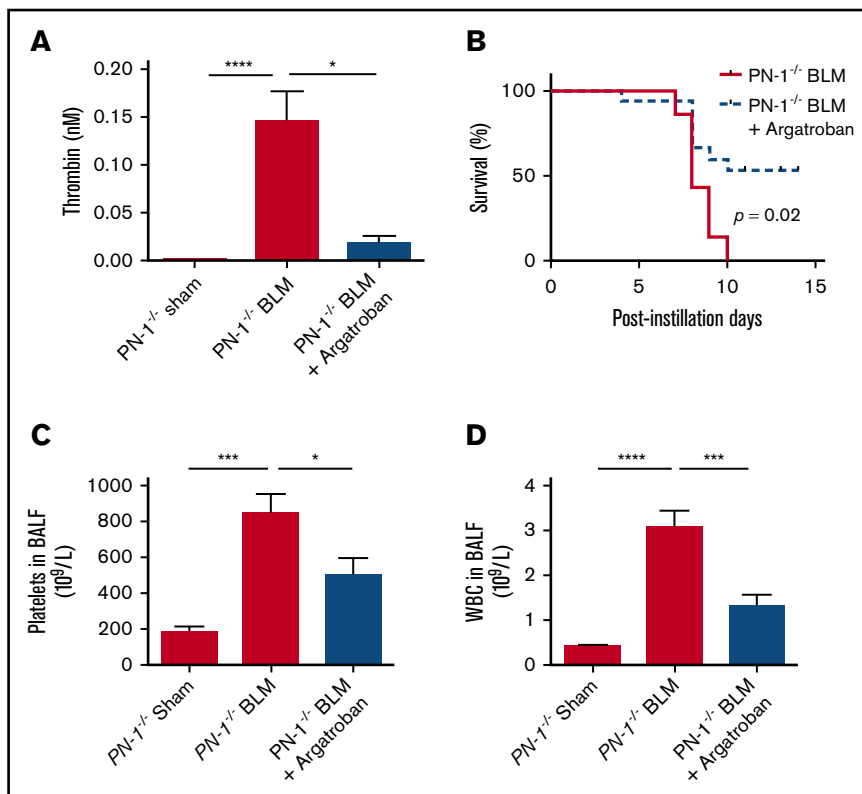 A
Thrombin (nM)
0.20
0.15
0.10
0.05
0.00
****
*
PN-1-/- sham
PN-1-/- BLM
PN-1-/- BLM
+ Argatroban
B
Survival (%)
100
50
0
0
5
10
15
Post-instillation days
PN-1-/- BLM
PN-1-/- BLM
+ Argatroban
p = 0.02
C
Platelets in BALF
(10^9/L)
1000
800
600
400
200
0
***
*
PN-1-/- Sham
PN-1-/- BLM
PN-1-/- BLM
+ Argatroban
D
WBC in BALF
(10^9/L)
4
3
2
1
0
****
***
PN-1-/- Sham
PN-1-/- BLM
PN-1-/- BLM
+ Argatroban